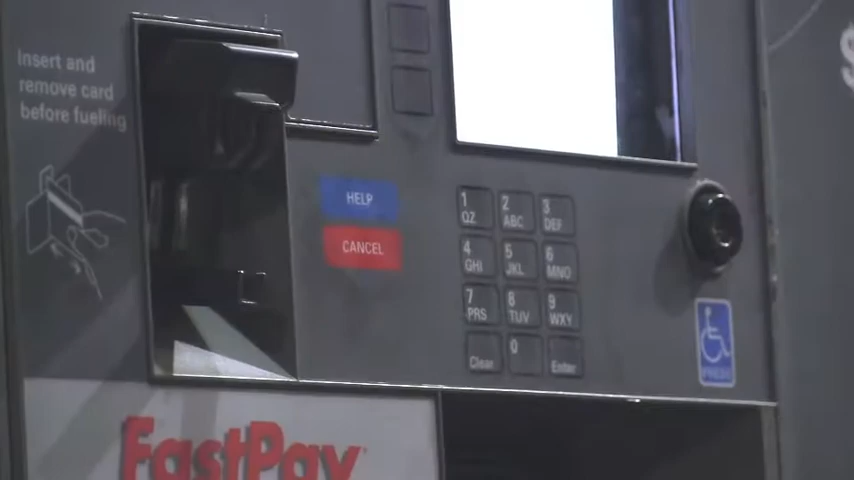 Insert and
remove card
before fueling
HELP
CANCEL
1
QZ
2
ABC
3
DEF
4
GHI
5
JKL
6
MNO
7
PRS
8
TUV
9
WXY
Clear
0
Enter
PRESS
FastPay
$